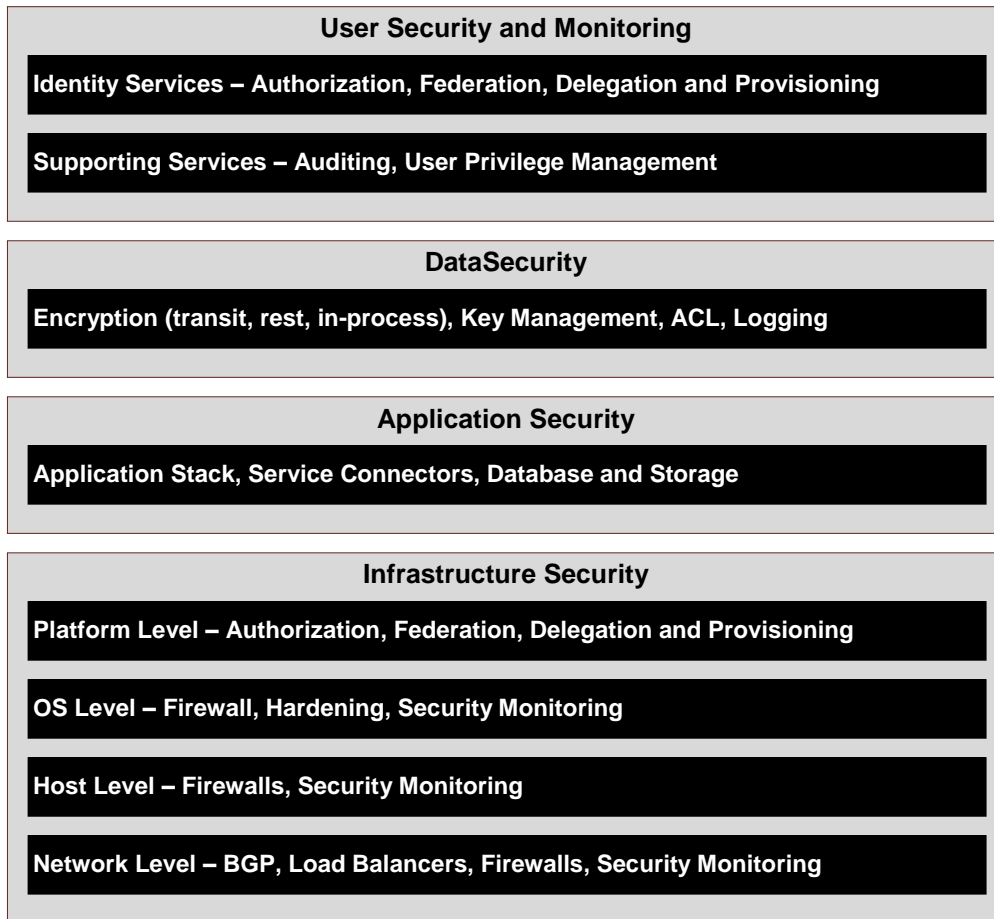 User Security and Monitoring
Identity Services – Authorization, Federation, Delegation and Provisioning
Supporting Services – Auditing, User Privilege Management
DataSecurity
Encryption (transit, rest, in-process), Key Management, ACL, Logging
Application Security
Application Stack, Service Connectors, Database and Storage
Infrastructure Security
Platform Level – Authorization, Federation, Delegation and Provisioning
OS Level – Firewall, Hardening, Security Monitoring
Host Level – Firewalls, Security Monitoring
Network Level – BGP, Load Balancers, Firewalls, Security Monitoring